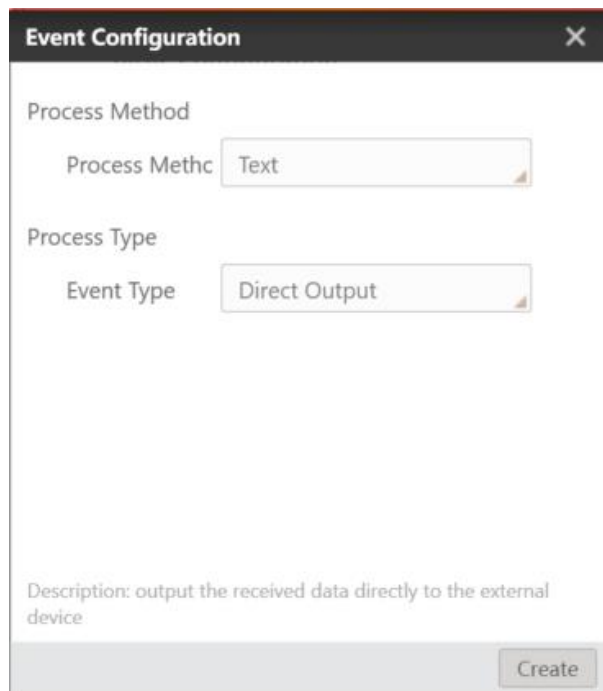 Event Configuration
Process Method
Process Methc Text
Process Type
Event Type Direct Output
Description: output the received data directly to the external
device
Create